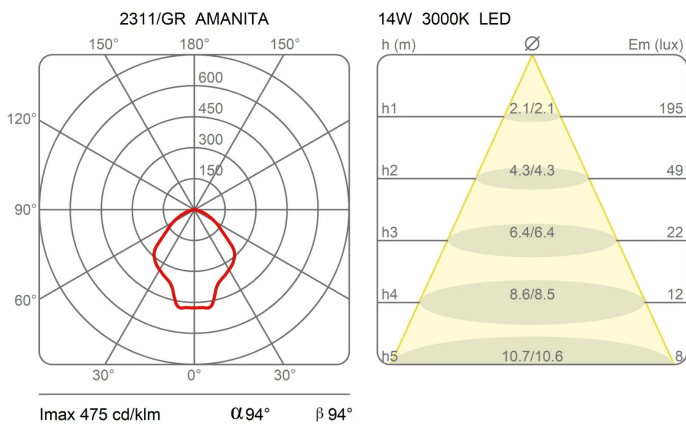 2311/GR AMANITA
14W 3000K LED
150° 180° 150°
h (m) Ø Em (lux)
600
450
300
150
120°
90°
60°
30° 0° 30°
h1 2.1/2.1 195
h2 4.3/4.3 49
h3 6.4/6.4 22
h4 8.6/8.5 12
h5 10.7/10.6 8
Imax 475 cd/klm α 94° β 94°